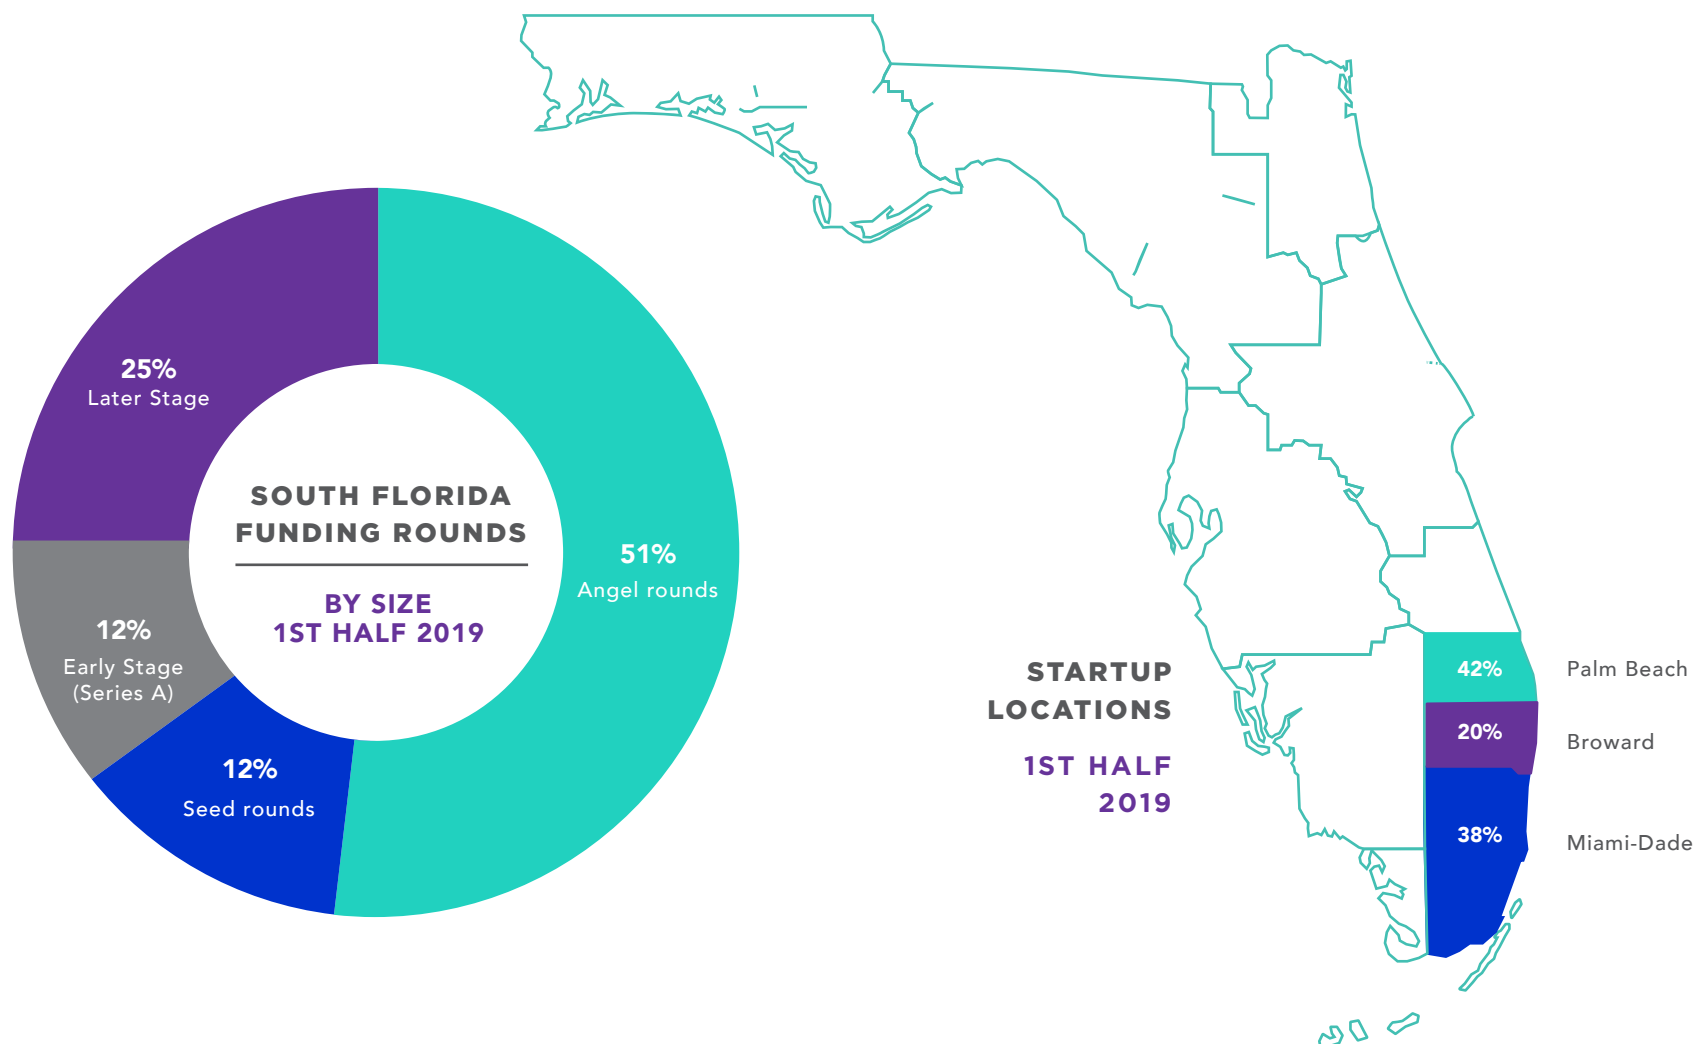 25%
Later Stage
SOUTH FLORIDA
FUNDING ROUNDS
BY SIZE
1ST HALF 2019
51%
Angel rounds
12%
Early Stage
(Series A)
12%
Seed rounds
STARTUP
LOCATIONS
1ST HALF
2019
42%
Palm Beach
20%
Broward
38%
Miami-Dade